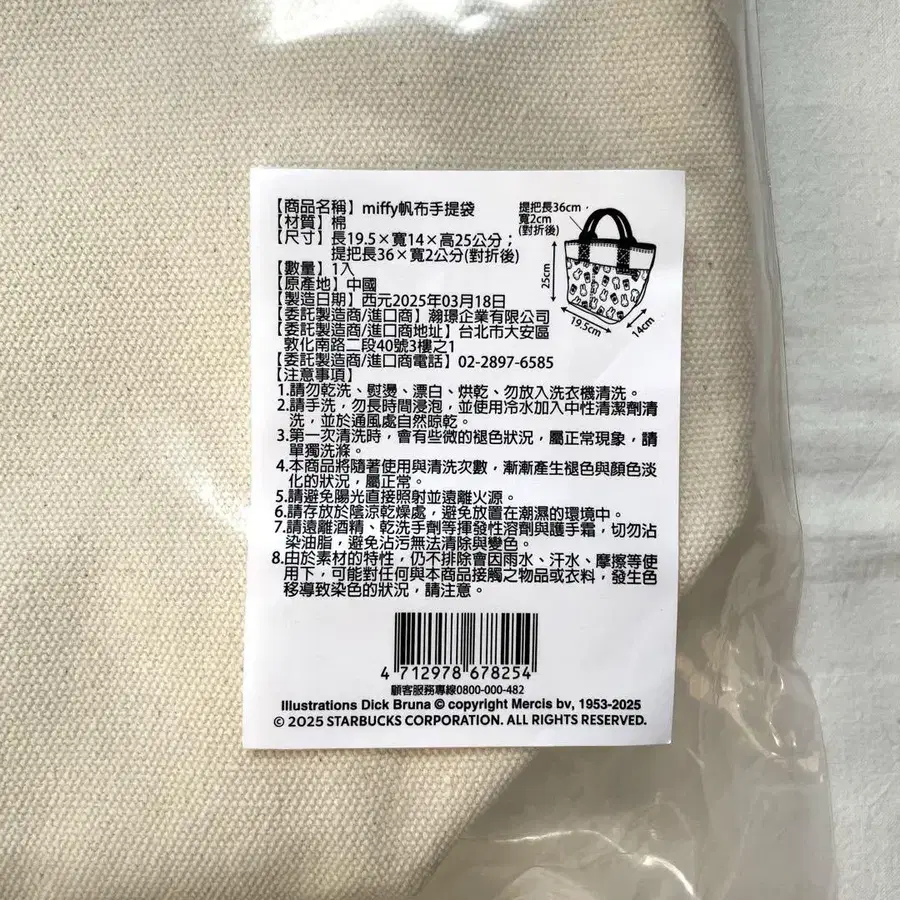 【商品名稱】miffy帆布手提袋
【材質】棉
【尺寸】長19.5×寬14×高25公分；
提把長36×寬2公分(對折後)
【數量】1入
【原產地】中國
【製造日期】西元2025年03月18日
【委託製造商/進口商】瀚環企業有限公司
【委託製造商/進口商地址】台北市大安區
敦化南路二段40號3樓之1
【委託製造商/進口商電話】02-2897-6585
【注意事項】
1.請勿乾洗、熨燙、漂白、烘乾、勿放入洗衣機清洗。
2.請手洗，勿長時間浸泡，並使用冷水加入中性清潔劑清
洗，並於通風處自然晾乾。
3.第一次清洗時，會有些微的褪色狀況，屬正常現象，請
單獨洗滌。
4.本商品將隨著使用與清洗次數，漸漸產生褪色與顏色淡
化的狀況，屬正常。
5.請避免陽光直接照射並遠離火源。
6.請存放於陰涼乾燥處，避免放置在潮濕的環境中。
7.請遠離酒精、乾洗手劑等揮發性溶劑與護手霜，切勿沾
染油脂，避免沾污無法清除與變色。
8.由於素材的特性，仍不排除會因雨水、汗水、摩擦等使
用下，可能對任何與本商品接觸之物品或衣料，發生色
移導致染色的狀況，請注意。
提把長36cm，
寬2cm
(對折後)
25cm
19.5cm
14cm
4 712978 678254
顧客服務專線0800-000-482
Illustrations Dick Bruna © copyright Mercis bv, 1953-2025
© 2025 STARBUCKS CORPORATION. ALL RIGHTS RESERVED.